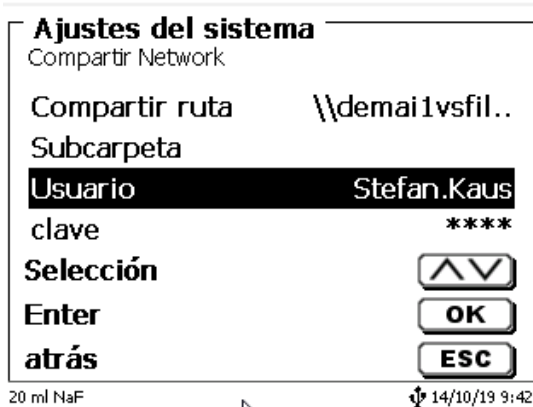 Ajustes del sistema
Compartir Network
Compartir ruta \\demai1vsfil..
Subcarpeta
Usuario Stefan.Kaus
clave ****
Selección
Enter OK
atrás ESC
20 ml NaF 14/10/19 9:42